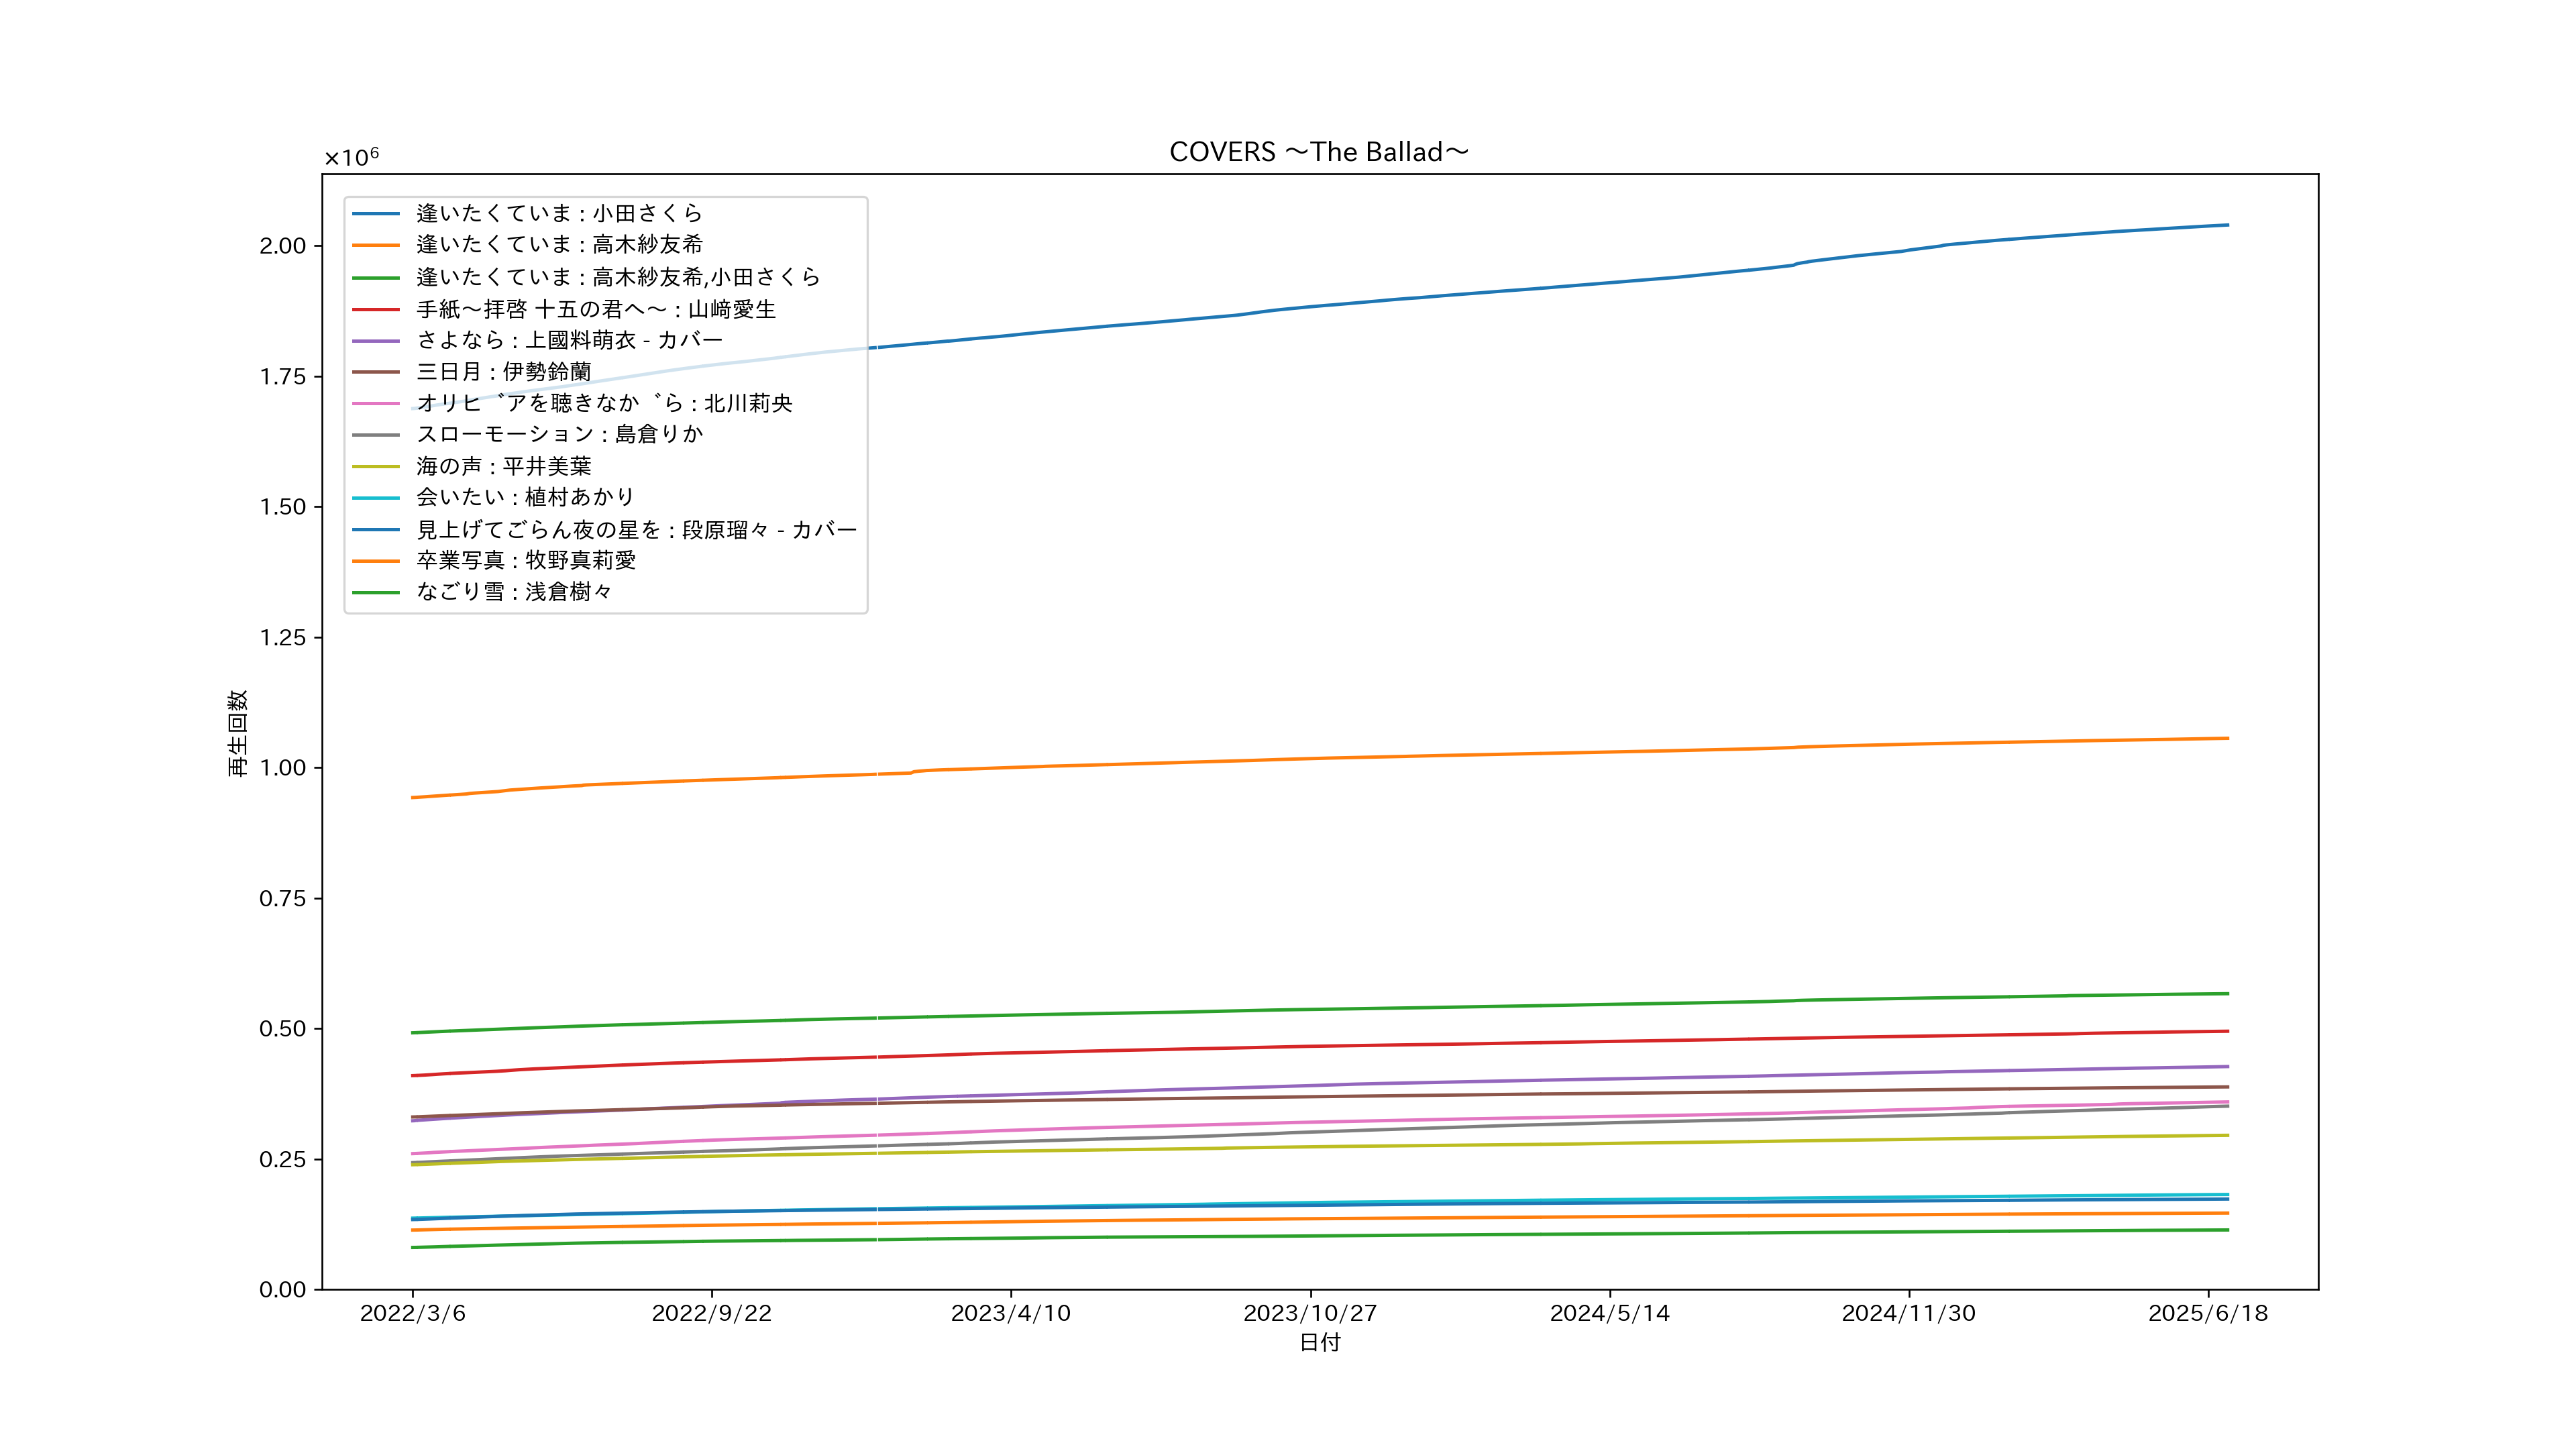 COVERS ～The Ballad～
×10⁶
逢いたくていま : 小田さくら
逢いたくていま : 高木紗友希
逢いたくていま : 高木紗友希,小田さくら
手紙～拝啓 十五の君へ～ : 山﨑愛生
さよなら : 上國料萌衣 - カバー
三日月 : 伊勢鈴蘭
オリヒ゛アを聴きなか゛ら : 北川莉央
スローモーション : 島倉りか
海の声 : 平井美葉
会いたい : 植村あかり
見上げてごらん夜の星を : 段原瑠々 - カバー
卒業写真 : 牧野真莉愛
なごり雪 : 浅倉樹々
2.00
1.75
1.50
1.25
1.00
0.75
0.50
0.25
0.00
再生回数
2022/3/6
2022/9/22
2023/4/10
2023/10/27
2024/5/14
2024/11/30
2025/6/18
日付